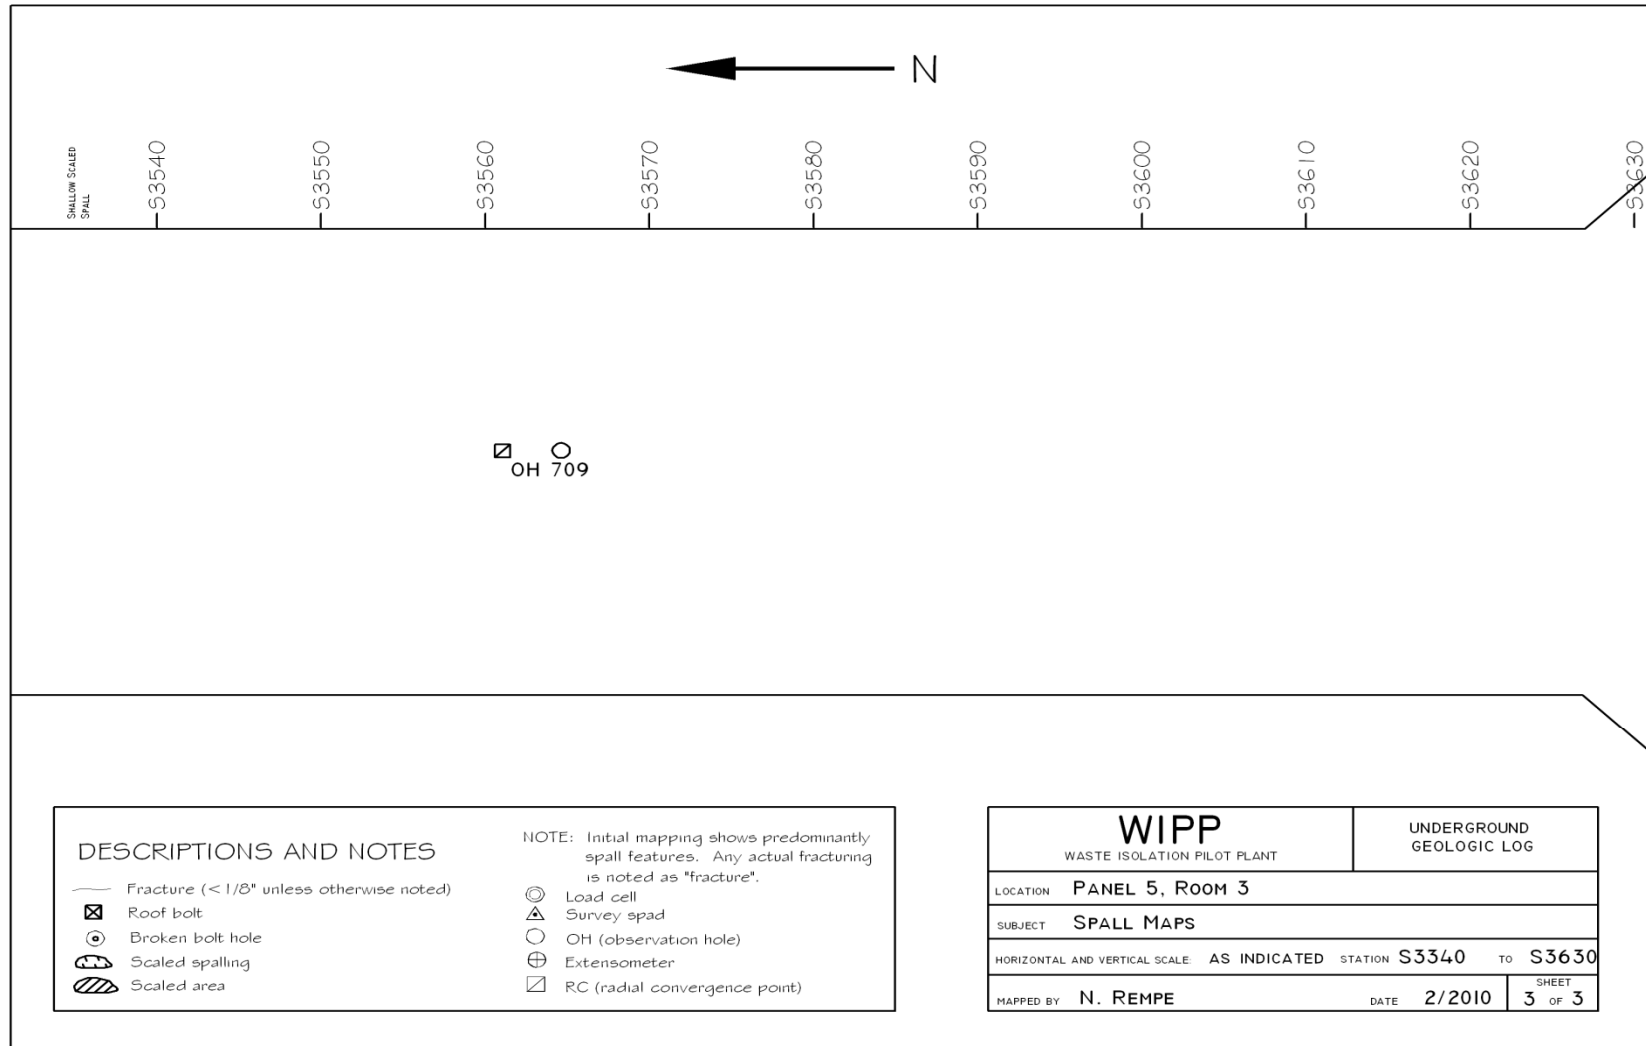 N
SHALLOW SCALED
SPALL
S3540
S3550
S3560
S3570
S3580
S3590
S3600
S3610
S3620
S3630
OH 709
DESCRIPTIONS AND NOTES
Fracture (< 1/8" unless otherwise noted)
Roof bolt
Broken bolt hole
Scaled spalling
Scaled area
NOTE: Initial mapping shows predominantly
spall features. Any actual fracturing
is noted as "fracture".
Load cell
Survey spad
OH (observation hole)
Extensometer
RC (radial convergence point)
WIPP
WASTE ISOLATION PILOT PLANT
UNDERGROUND
GEOLOGIC LOG
LOCATION PANEL 5, ROOM 3
SUBJECT SPALL MAPS
HORIZONTAL AND VERTICAL SCALE: AS INDICATED STATION S3340 TO S3630
MAPPED BY N. REMPE DATE 2/2010 SHEET
3 OF 3